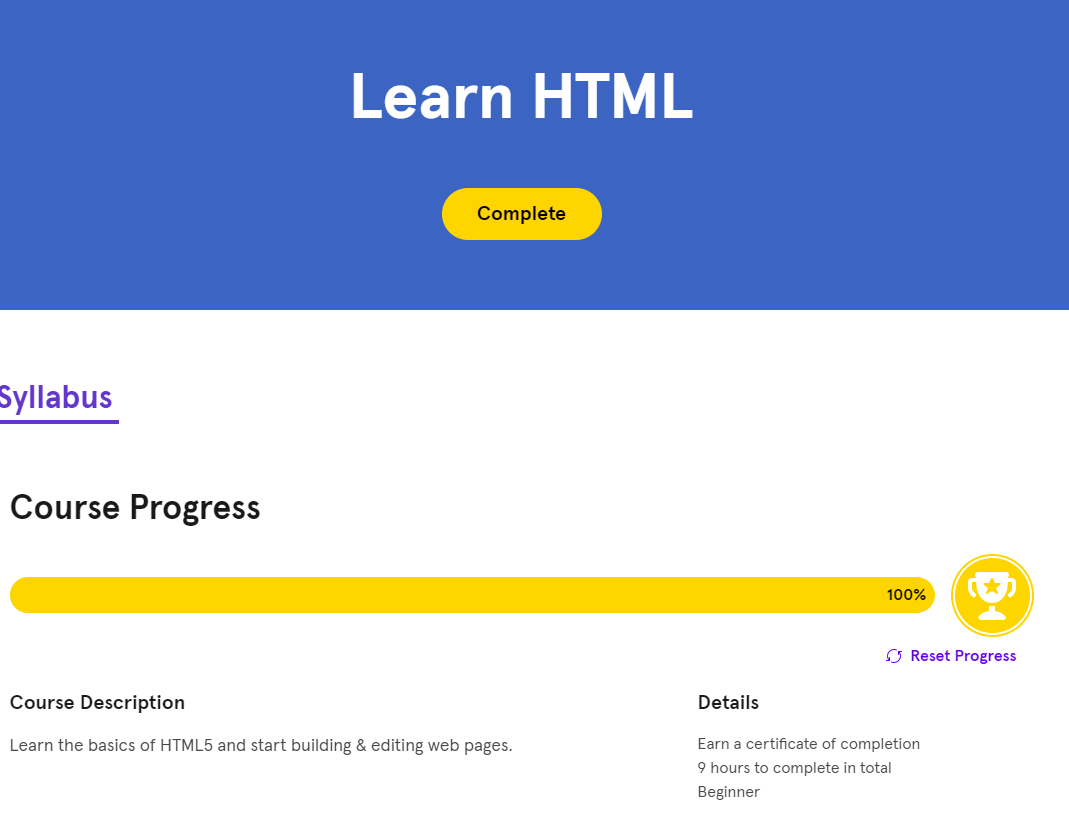 Learn HTML
Complete
Syllabus
Course Progress
100%
Reset Progress
Course Description
Learn the basics of HTML5 and start building & editing web pages.
Details
Earn a certificate of completion
9 hours to complete in total
Beginner